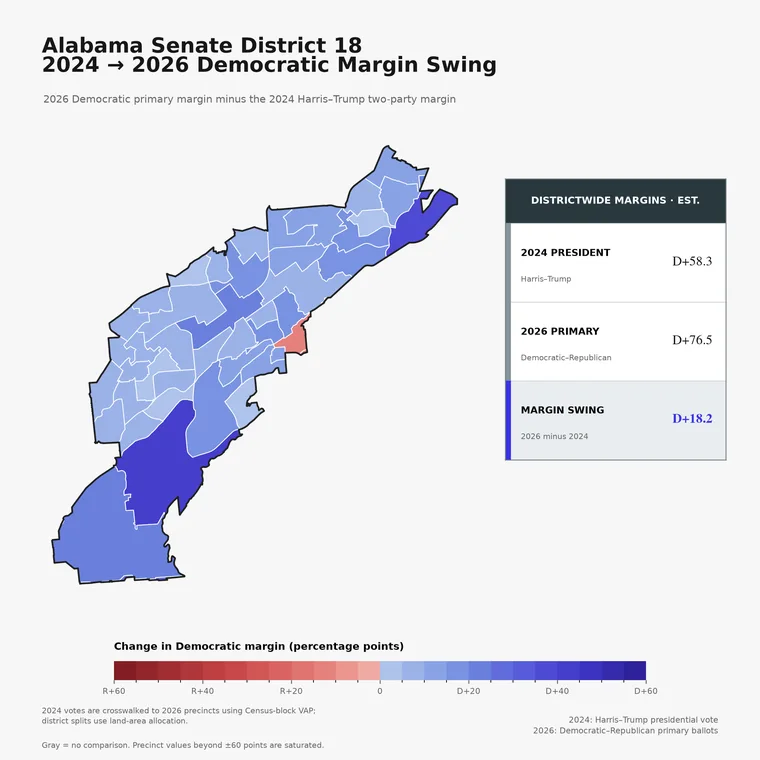 Alabama Senate District 18
2024 → 2026 Democratic Margin Swing
2026 Democratic primary margin minus the 2024 Harris–Trump two-party margin
DISTRICTWIDE MARGINS · EST.
2024 PRESIDENT
D+58.3
Harris–Trump
2026 PRIMARY
D+76.5
Democratic–Republican
MARGIN SWING
D+18.2
2026 minus 2024
Change in Democratic margin (percentage points)
R+60 R+40 R+20 0 D+20 D+40 D+60
2024 votes are crosswalked to 2026 precincts using Census-block VAP;
district splits use land-area allocation.
Gray = no comparison. Precinct values beyond ±60 points are saturated.
2024: Harris–Trump presidential vote
2026: Democratic–Republican primary ballots